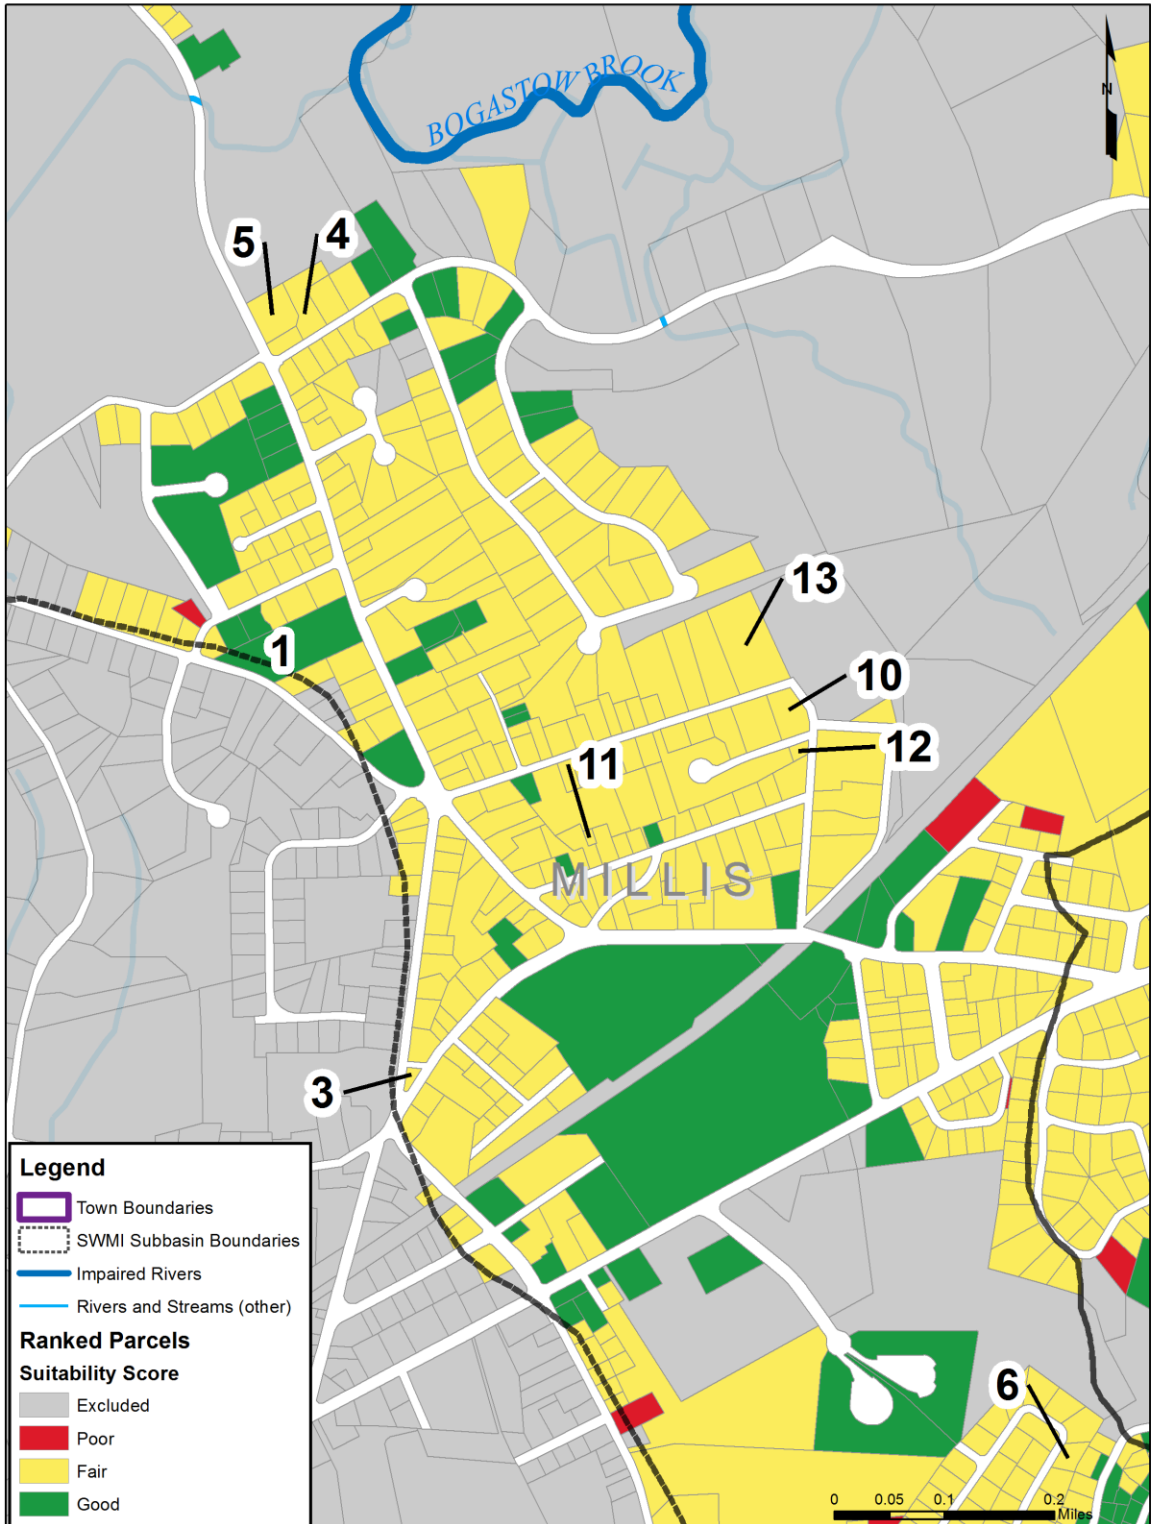 BOGASTOW BROOK
N
5
4
13
1
10
12
11
MILLIS
3
6
Legend
Town Boundaries
SWMI Subbasin Boundaries
Impaired Rivers
Rivers and Streams (other)
Ranked Parcels
Suitability Score
Excluded
Poor
Fair
Good
0 0.05 0.1 0.2
Miles